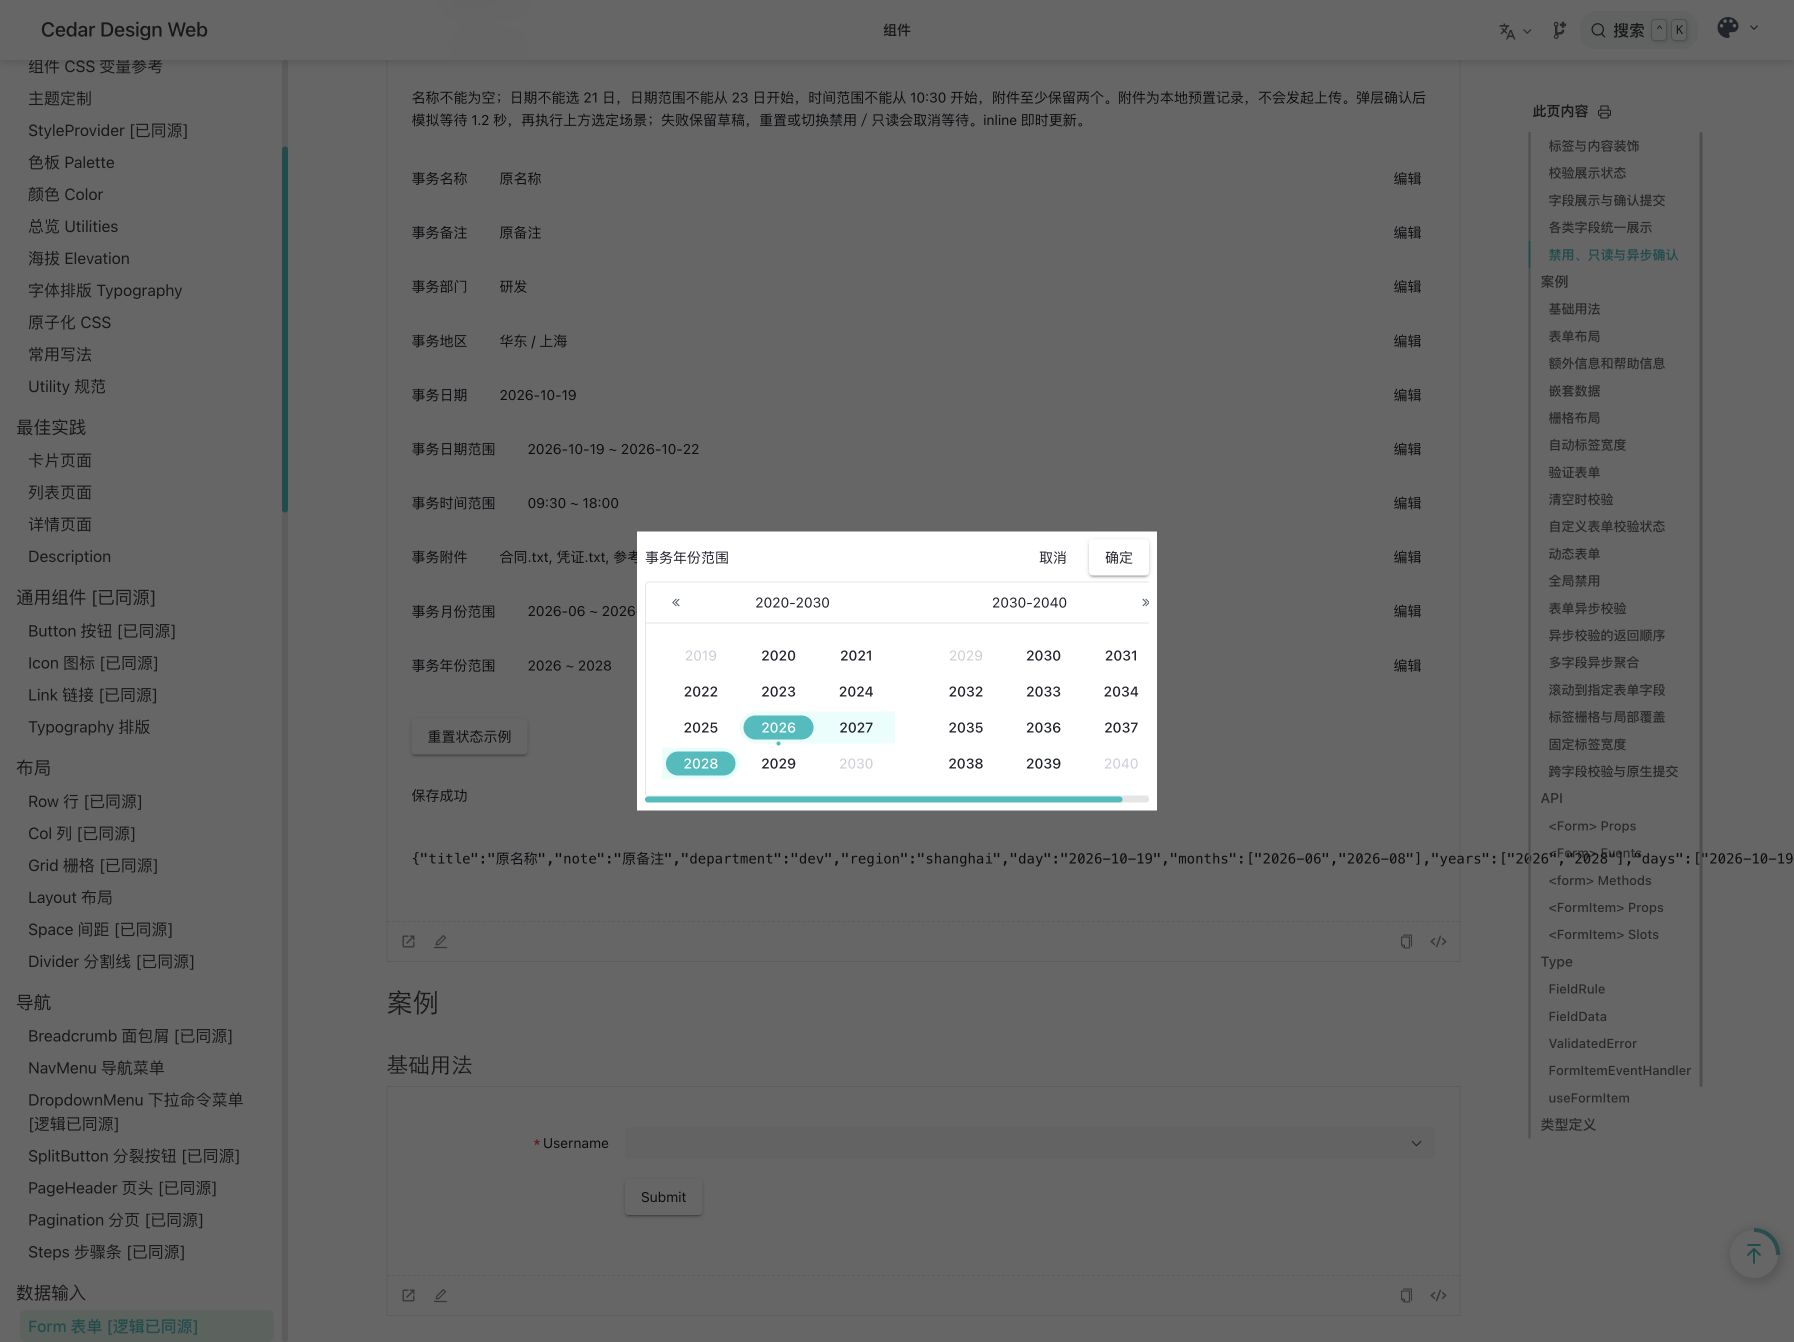 Cedar Design Web
组件
搜索 ^ K
组件 CSS 变量参考
主题定制
StyleProvider [已同源]
色板 Palette
颜色 Color
总览 Utilities
海拔 Elevation
字体排版 Typography
原子化 CSS
常用写法
Utility 规范
最佳实践
卡片页面
列表页面
详情页面
Description
通用组件 [已同源]
Button 按钮 [已同源]
Icon 图标 [已同源]
Link 链接 [已同源]
Typography 排版
布局
Row 行 [已同源]
Col 列 [已同源]
Grid 栅格 [已同源]
Layout 布局
Space 间距 [已同源]
Divider 分割线 [已同源]
导航
Breadcrumb 面包屑 [已同源]
NavMenu 导航菜单
DropdownMenu 下拉命令菜单
[逻辑已同源]
SplitButton 分裂按钮 [已同源]
PageHeader 页头 [已同源]
Pagination 分页 [已同源]
Steps 步骤条 [已同源]
数据输入
Form 表单 [逻辑已同源]
名称不能为空；日期不能选 21 日，日期范围不能从 23 日开始，时间范围不能从 10:30 开始，附件至少保留两个。附件为本地预置记录，不会发起上传。弹层确认后
模拟等待 1.2 秒，再执行上方选定场景；失败保留草稿，重置或切换禁用 / 只读会取消等待。inline 即时更新。
事务名称 原名称 编辑
事务备注 原备注 编辑
事务部门 研发 编辑
事务地区 华东 / 上海 编辑
事务日期 2026-10-19 编辑
事务日期范围 2026-10-19 ~ 2026-10-22 编辑
事务时间范围 09:30 ~ 18:00 编辑
事务附件 合同.txt, 凭证.txt, 参考 编辑
事务月份范围 2026-06 ~ 2026 编辑
事务年份范围 2026 ~ 2028 编辑
事务年份范围 取消 确定
« 2020-2030 2030-2040 »
2019 2020 2021 2029 2030 2031
2022 2023 2024 2032 2033 2034
2025 2026 2027 2035 2036 2037
2028 2029 2030 2038 2039 2040
重置状态示例
保存成功
{"title":"原名称","note":"原备注","department":"dev","region":"shanghai","day":"2026-10-19","months":["2026-06","2026-08"],"years":["2026","2028"],"days":["2026-10-19
案例
基础用法
* Username
Submit
此页内容
标签与内容装饰
校验展示状态
字段展示与确认提交
各类字段统一展示
禁用、只读与异步确认
案例
基础用法
表单布局
额外信息和帮助信息
嵌套数据
栅格布局
自动标签宽度
验证表单
清空时校验
自定义表单校验状态
动态表单
全局禁用
表单异步校验
异步校验的返回顺序
多字段异步聚合
滚动到指定表单字段
标签栅格与局部覆盖
固定标签宽度
跨字段校验与原生提交
API
<Form> Props
<Form> Events
<form> Methods
<FormItem> Props
<FormItem> Slots
Type
FieldRule
FieldData
ValidatedError
FormItemEventHandler
useFormItem
类型定义